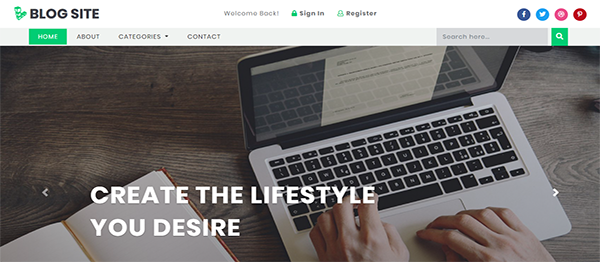 BLOG SITE
Welcome Back! Sign In Register
HOME ABOUT CATEGORIES CONTACT Search here...
CREATE THE LIFESTYLE
YOU DESIRE